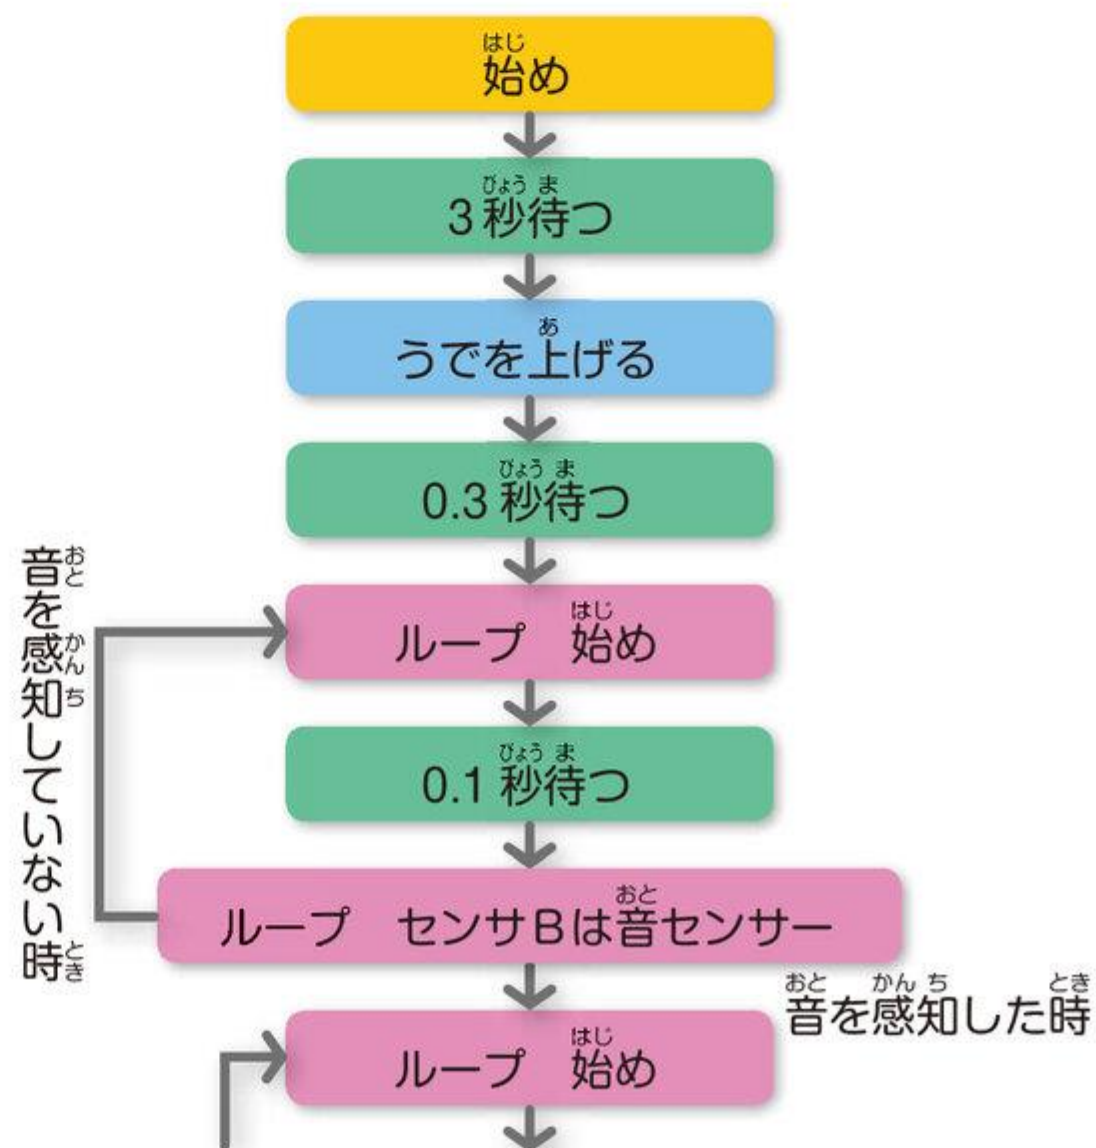 始め
3秒待つ
うでを上げる
0.3秒待つ
ループ　始め
0.1秒待つ
ループ　センサBは音センサー
音を感知していない時
音を感知した時
ループ　始め